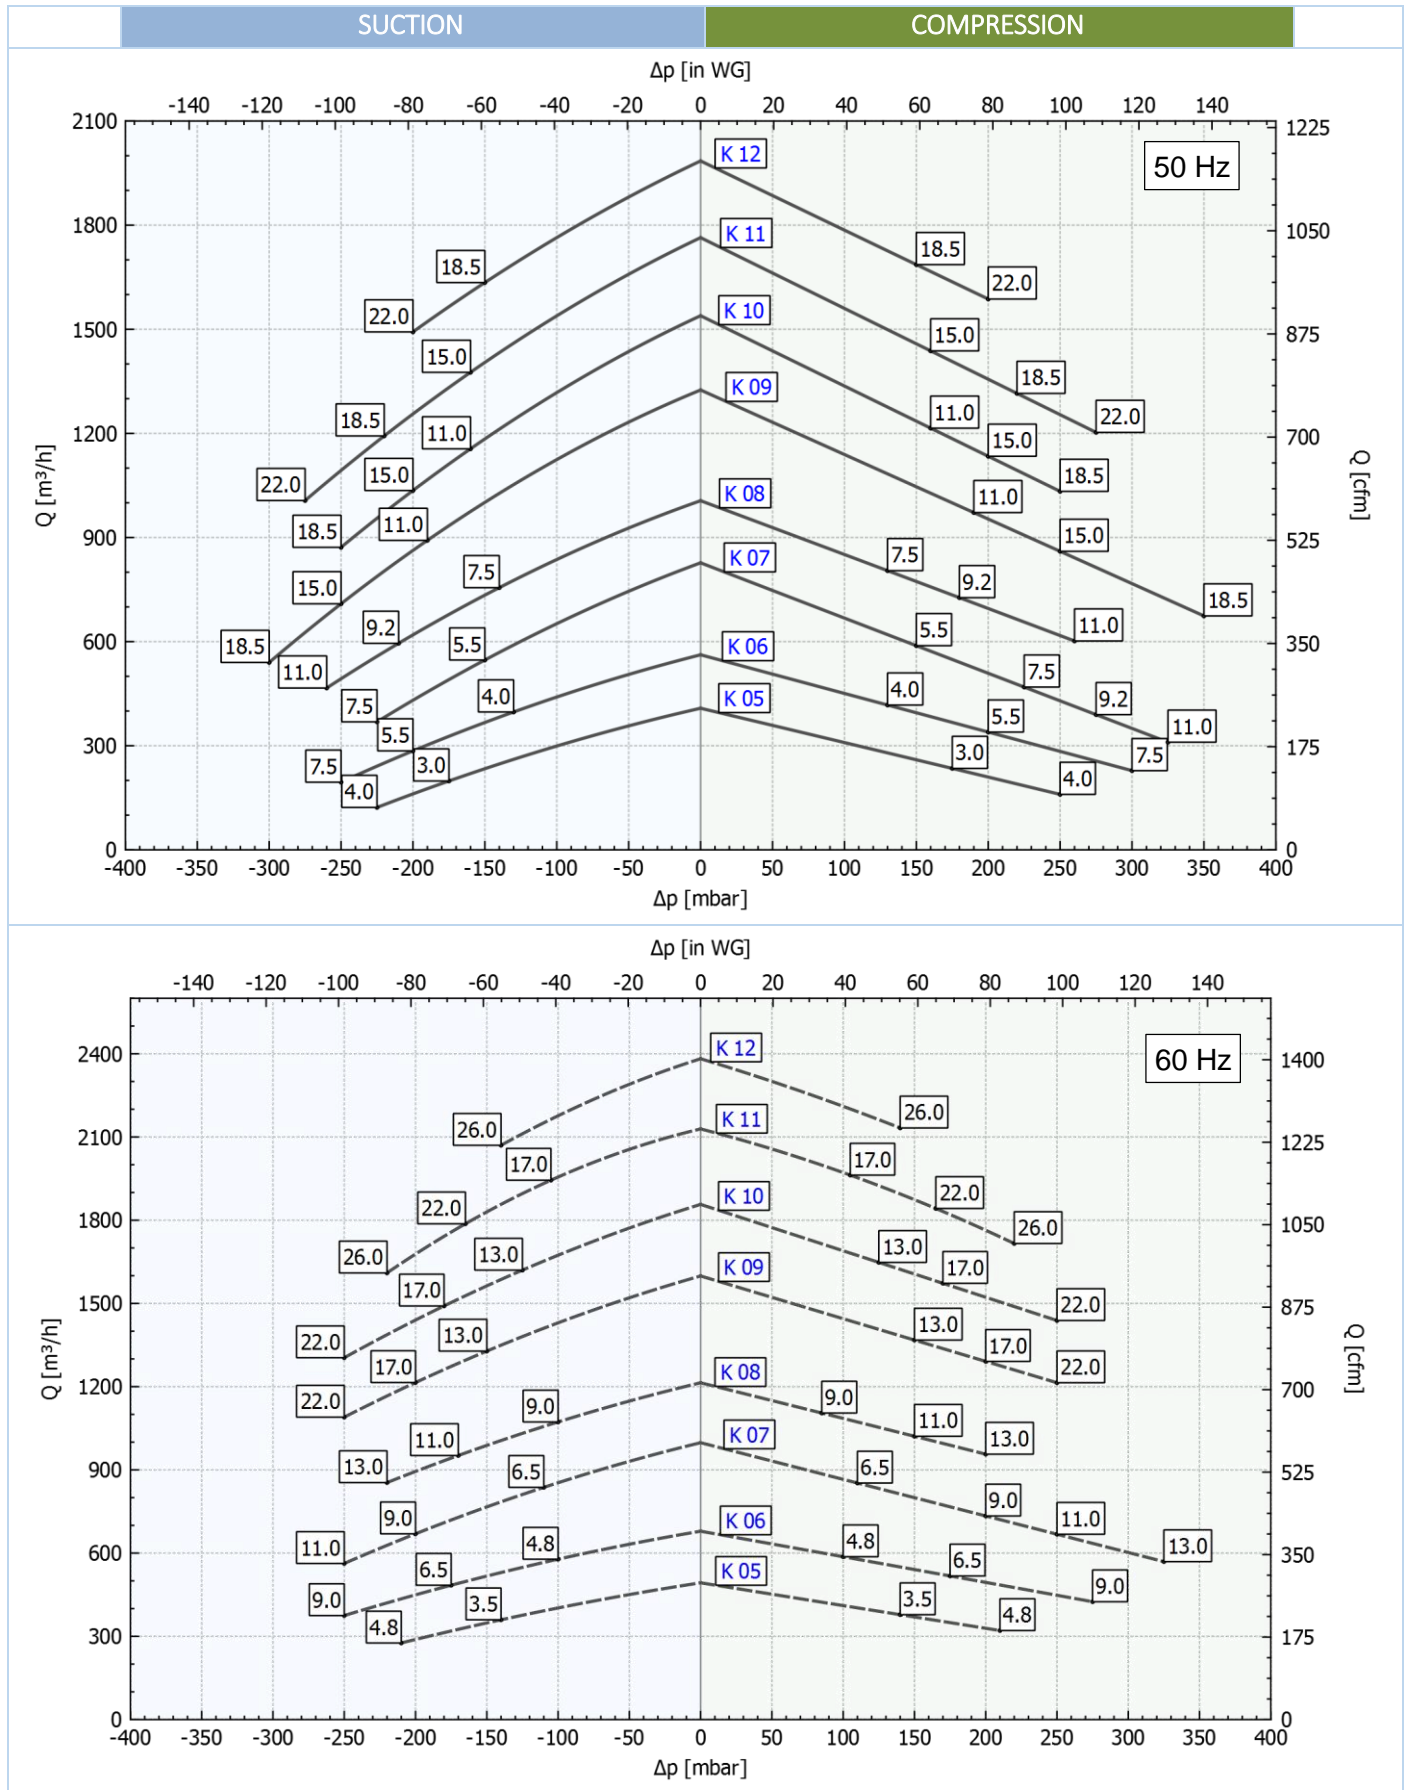 SUCTION COMPRESSION
Δp [in WG]
-140 -120 -100 -80 -60 -40 -20 0 20 40 60 80 100 120 140
2100 1225
K 12 50 Hz
18.5 18.5
1800 K 11 1050
22.0 22.0
15.0 15.0
1500 K 10 875
18.5 18.5
K 09
11.0 11.0 22.0
1200 700
15.0 15.0
22.0 18.5
K 08 11.0
18.5 11.0 15.0
900 525
K 07 7.5
7.5 9.2
15.0 18.5
9.2 5.5 11.0
600 350
18.5 5.5 K 06
11.0 7.5
4.0 4.0
7.5 K 05 9.2
5.5 5.5 11.0
300 175
7.5 3.0 3.0 7.5
4.0 4.0
0 0
Q [m³/h] Q [cfm]
-400 -350 -300 -250 -200 -150 -100 -50 0 50 100 150 200 250 300 350 400
Δp [mbar]
Δp [in WG]
-140 -120 -100 -80 -60 -40 -20 0 20 40 60 80 100 120 140
K 12 60 Hz
2400 1400
26.0 26.0
K 11
2100 1225
17.0 17.0
22.0 K 10 22.0
1800 1050
26.0 26.0
13.0 13.0
17.0 K 09 17.0
1500 875
22.0 22.0
13.0 13.0
17.0 17.0
22.0 K 08 22.0
1200 700
9.0 9.0
11.0 K 07 11.0
13.0 13.0
900 525
6.5 6.5
9.0 9.0
11.0 K 06 11.0
4.8 4.8 13.0
600 350
6.5 K 05 6.5
9.0 9.0
3.5 3.5
4.8 4.8
300 175
0 0
Q [m³/h] Q [cfm]
-400 -350 -300 -250 -200 -150 -100 -50 0 50 100 150 200 250 300 350 400
Δp [mbar]